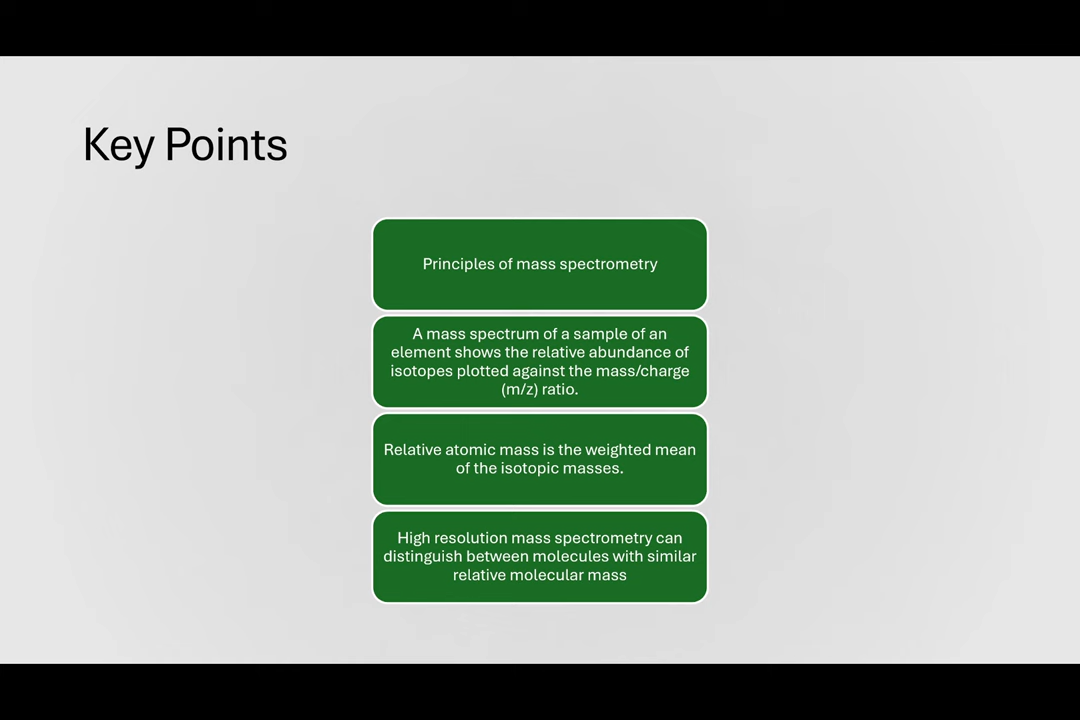 Key Points
Principles of mass spectrometry
A mass spectrum of a sample of an
element shows the relative abundance of
isotopes plotted against the mass/charge
(m/z) ratio.
Relative atomic mass is the weighted mean
of the isotopic masses.
High resolution mass spectrometry can
distinguish between molecules with similar
relative molecular mass